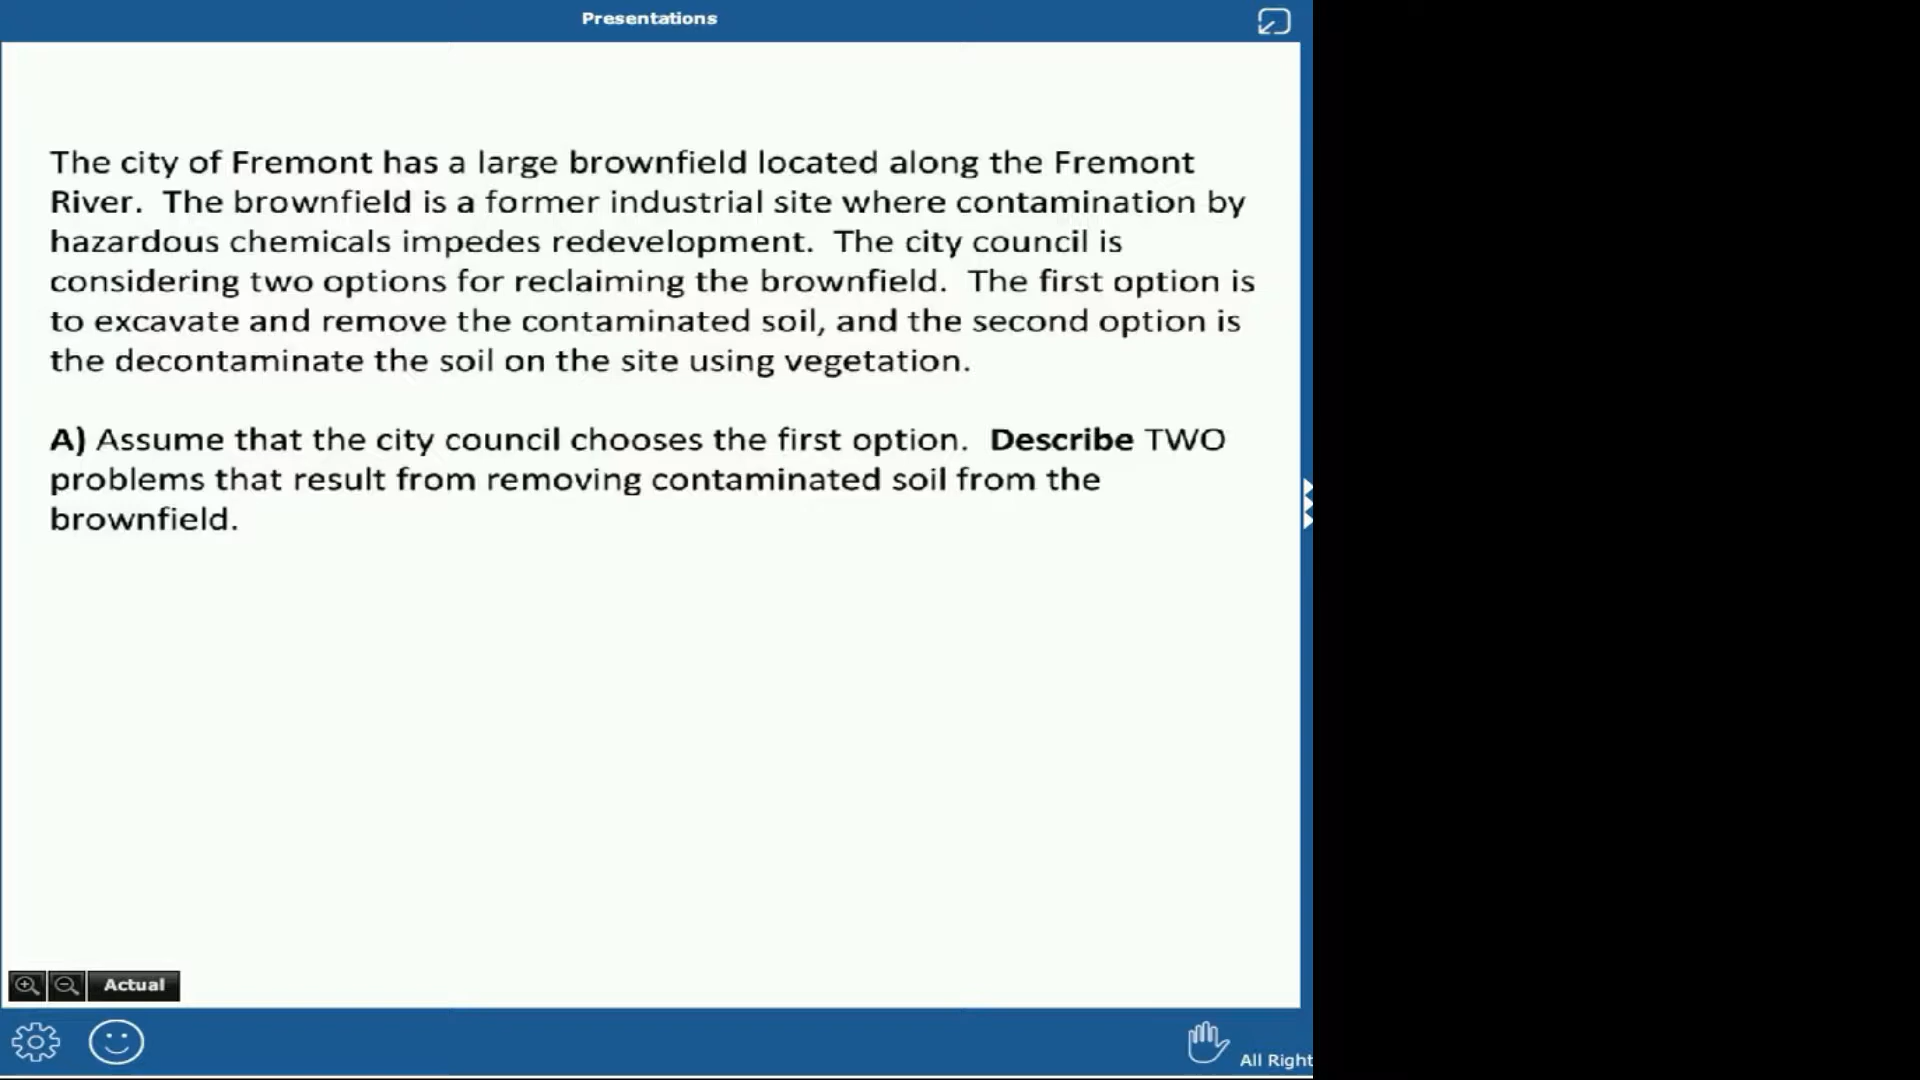 Presentations
The city of Fremont has a large brownfield located along the Fremont
River.  The brownfield is a former industrial site where contamination by
hazardous chemicals impedes redevelopment.  The city council is
considering two options for reclaiming the brownfield.  The first option is
to excavate and remove the contaminated soil, and the second option is
the decontaminate the soil on the site using vegetation.
A) Assume that the city council chooses the first option.  Describe TWO
problems that result from removing contaminated soil from the
brownfield.
Actual
All Right